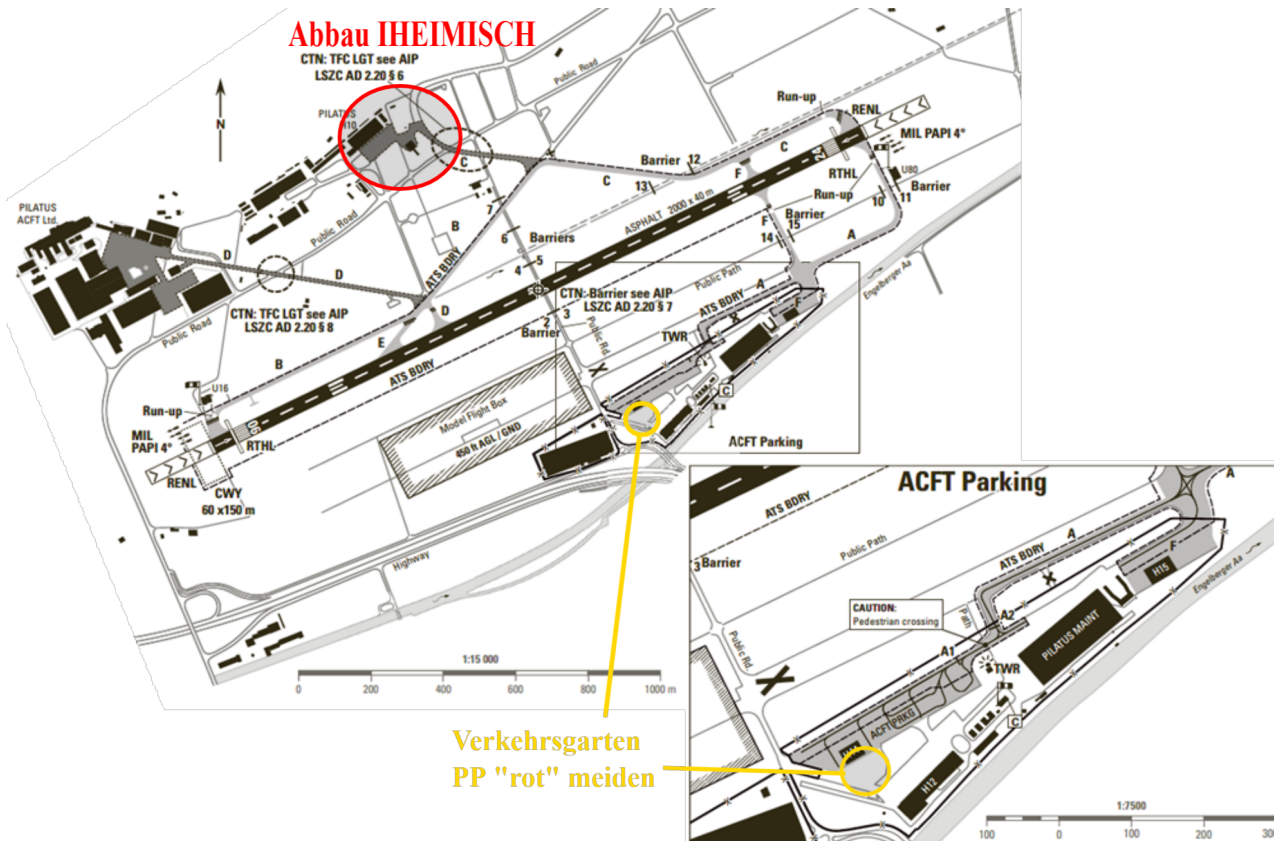 Abbau IHEIMISCH
CTN: TFC LGT see AIP
LSZC AD 2.20 § 6
Public Road
N
PILATUS
H10
C
Run-up
RENL
MIL PAPI 4°
C
Barrier
12
C
13
F
24
RTHL
U80
Run-up
Barrier
10
11
PILATUS
ACFT Ltd.
Public Road
7
B
6
Barriers
ASPHALT 2000 x 40 m
F
Barrier
15
14
A
D
D
ATS BDRY
4
5
Public Path
A
Engelberger Aa
CTN: TFC LGT see AIP
LSZC AD 2.20 § 8
Public Road
D
CTN: Barrier see AIP
LSZC AD 2.20 § 7
ATS BDRY
F
2
3
Barrier
Public Rd.
TWR
E
B
ATS BDRY
U16
Run-up
MIL
PAPI 4°
06
RTHL
RENL
CWY
60 x150 m
Model Flight Box
450 ft AGL / GND
C
ACFT Parking
Highway
1:15 000
0
200
400
600
800
1000 m
Verkehrsgarten
PP "rot" meiden
ACFT Parking
A
ATS BDRY
Public Path
ATS BDRY
A
3
Barrier
F
H15
Engelberger Aa
CAUTION:
Pedestrian crossing
Path
A2
PILATUS MAINT
Public Rd.
A1
TWR
ACFT PRKG
C
H12
1:7500
100
0
100
200
300